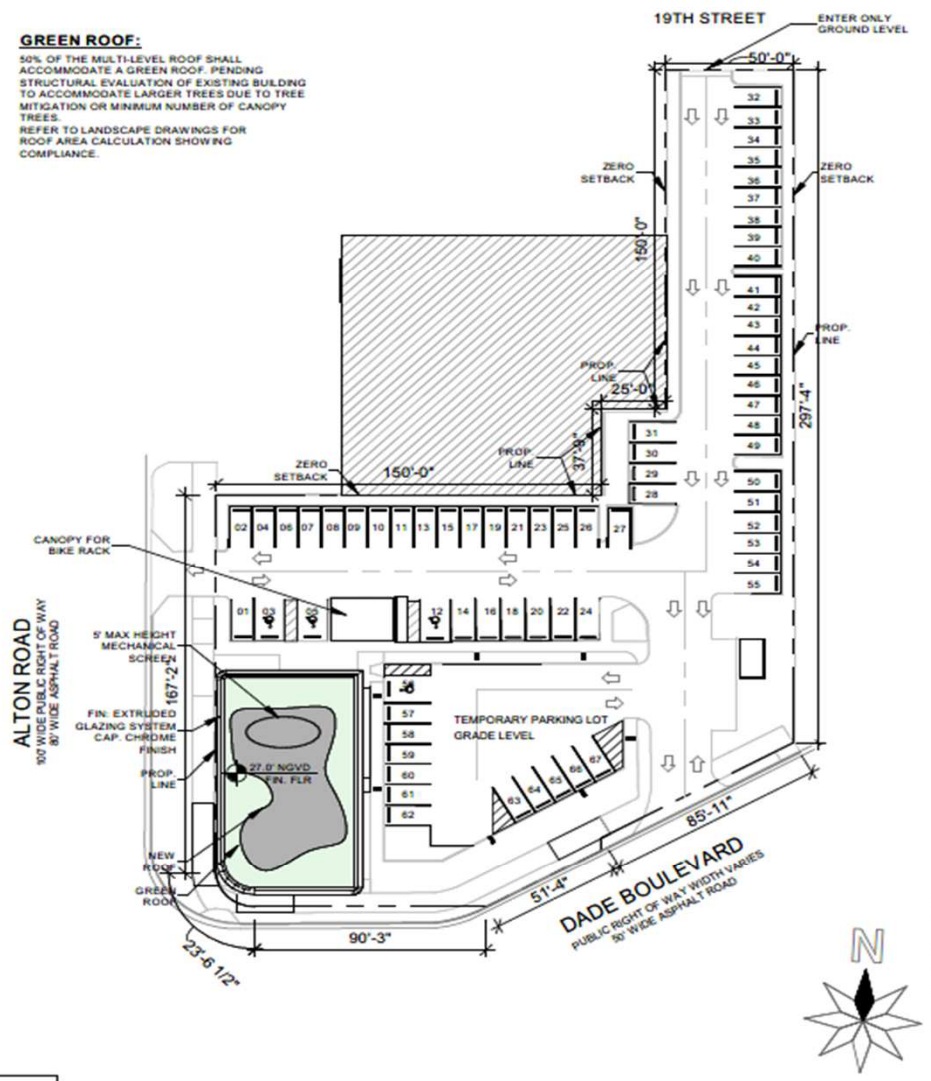 19TH STREET
ENTER ONLY
GROUND LEVEL
GREEN ROOF:
50% OF THE MULTI-LEVEL ROOF SHALL
ACCOMMODATE A GREEN ROOF. PENDING
STRUCTURAL EVALUATION OF EXISTING BUILDING
TO ACCOMMODATE LARGER TREES DUE TO TREE
MITIGATION OR MINIMUM NUMBER OF CANOPY
TREES.
REFER TO LANDSCAPE DRAWINGS FOR
ROOF AREA CALCULATION SHOWING
COMPLIANCE.
50'-0"
32
33
34
35
36
37
38
39
40
ZERO
SETBACK
ZERO
SETBACK
150'-0"
41
42
43
44
45
46
47
48
49
PROP.
LINE
297'-4"
PROP.
LINE
25'-0"
37'-9"
PROP.
LINE
31
30
29
28
50
51
52
53
54
55
ZERO
SETBACK
150'-0"
02 04 06 07 08 09 10 11 13 15 17 19 21 23 25 26 27
CANOPY FOR
BIKE RACK
01 03 05 12 14 16 18 20 22 24
ALTON ROAD
100' WIDE PUBLIC RIGHT OF WAY
80' WIDE ASPHALT ROAD
167'-2"
5' MAX HEIGHT
MECHANICAL
SCREEN
FIN: EXTRUDED
GLAZING SYSTEM
CAP. CHROME
FINISH
PROP.
LINE
27.0' NGVD
FIN. FLR
NEW
ROOF
GREEN
ROOF
57
58
59
60
61
62
TEMPORARY PARKING LOT
GRADE LEVEL
63 64 65 66 67
85'-11"
51'-4"
DADE BOULEVARD
PUBLIC RIGHT OF WAY WIDTH VARIES
50' WIDE ASPHALT ROAD
90'-3"
23'-6 1/2"
N